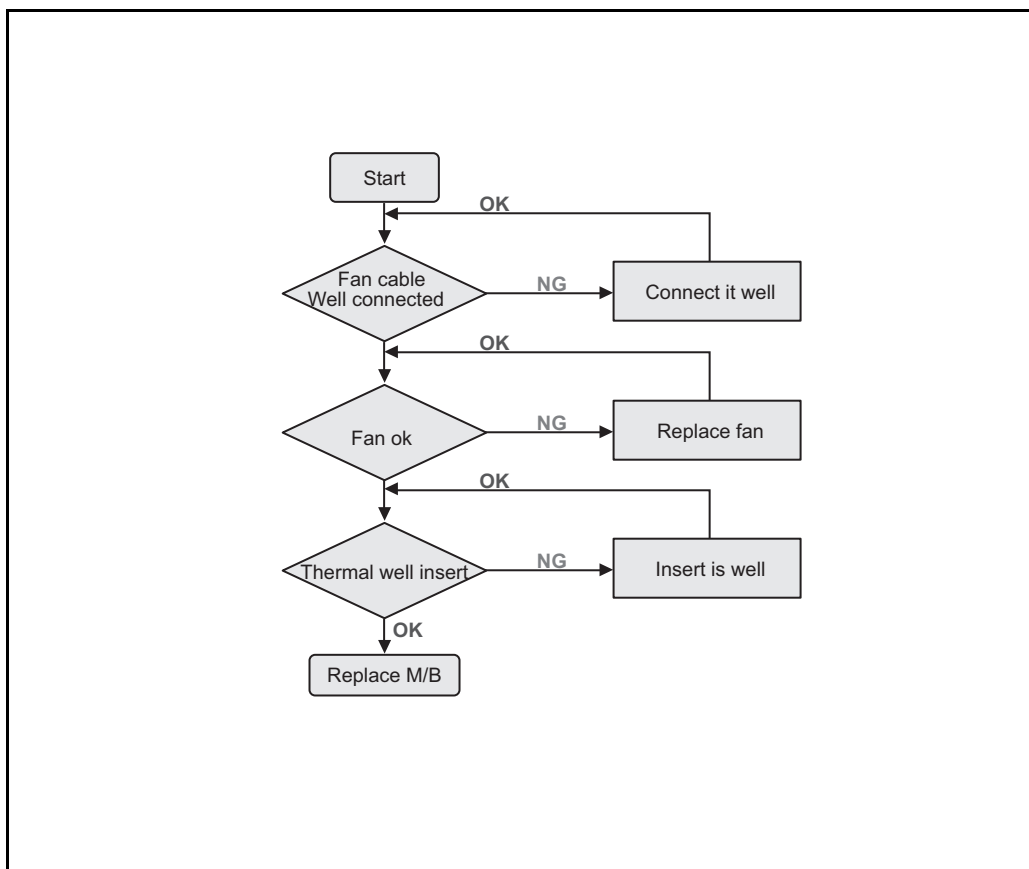 Start
OK
Fan cable
Well connected
NG
Connect it well
OK
Fan ok
NG
Replace fan
OK
Thermal well insert
NG
Insert is well
OK
Replace M/B